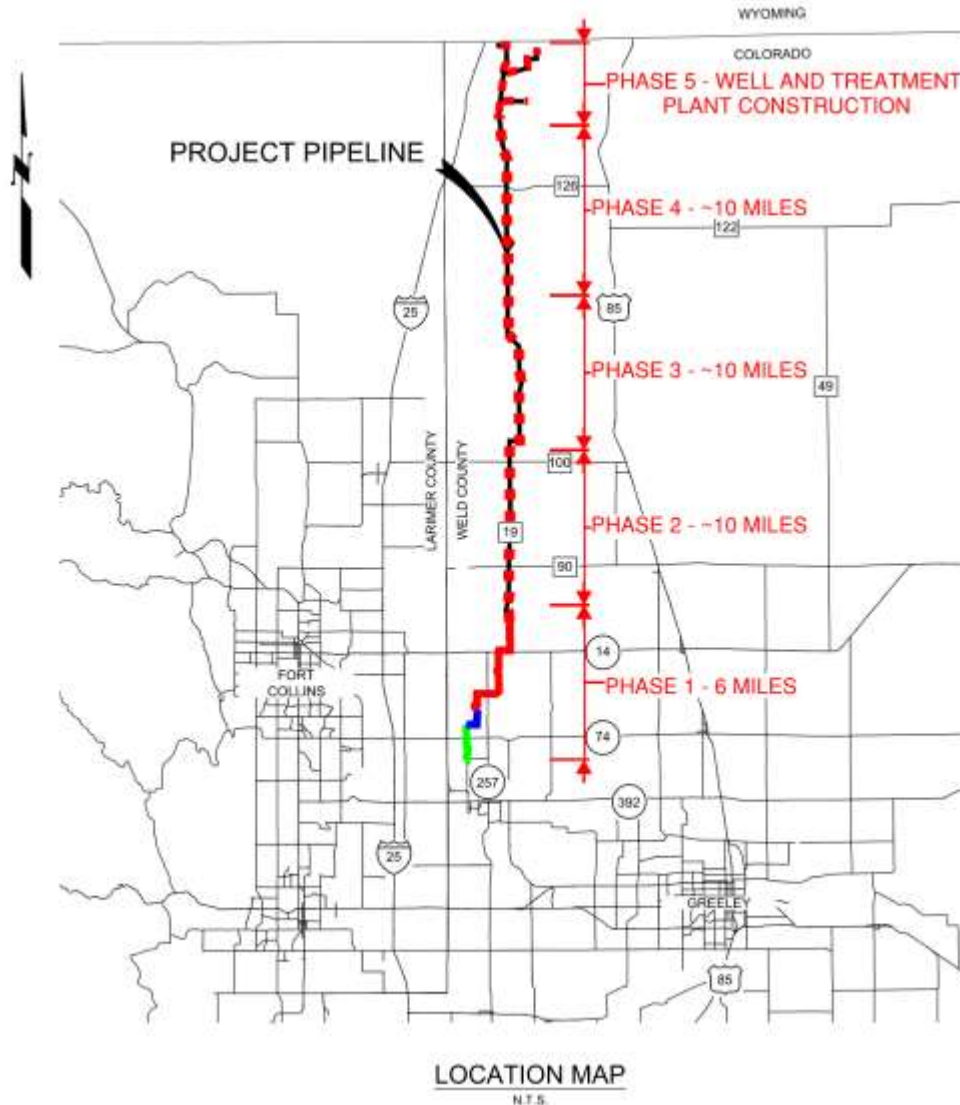 WYOMING
COLORADO
PHASE 5 - WELL AND TREATMENT
PLANT CONSTRUCTION
N
PROJECT PIPELINE
126
PHASE 4 - ~10 MILES
122
25
85
PHASE 3 - ~10 MILES
49
LARIMER COUNTY
WELD COUNTY
100
19
PHASE 2 - ~10 MILES
90
14
FORT
COLLINS
PHASE 1 - 6 MILES
74
257
392
25
GREELEY
85
LOCATION MAP
N.T.S.